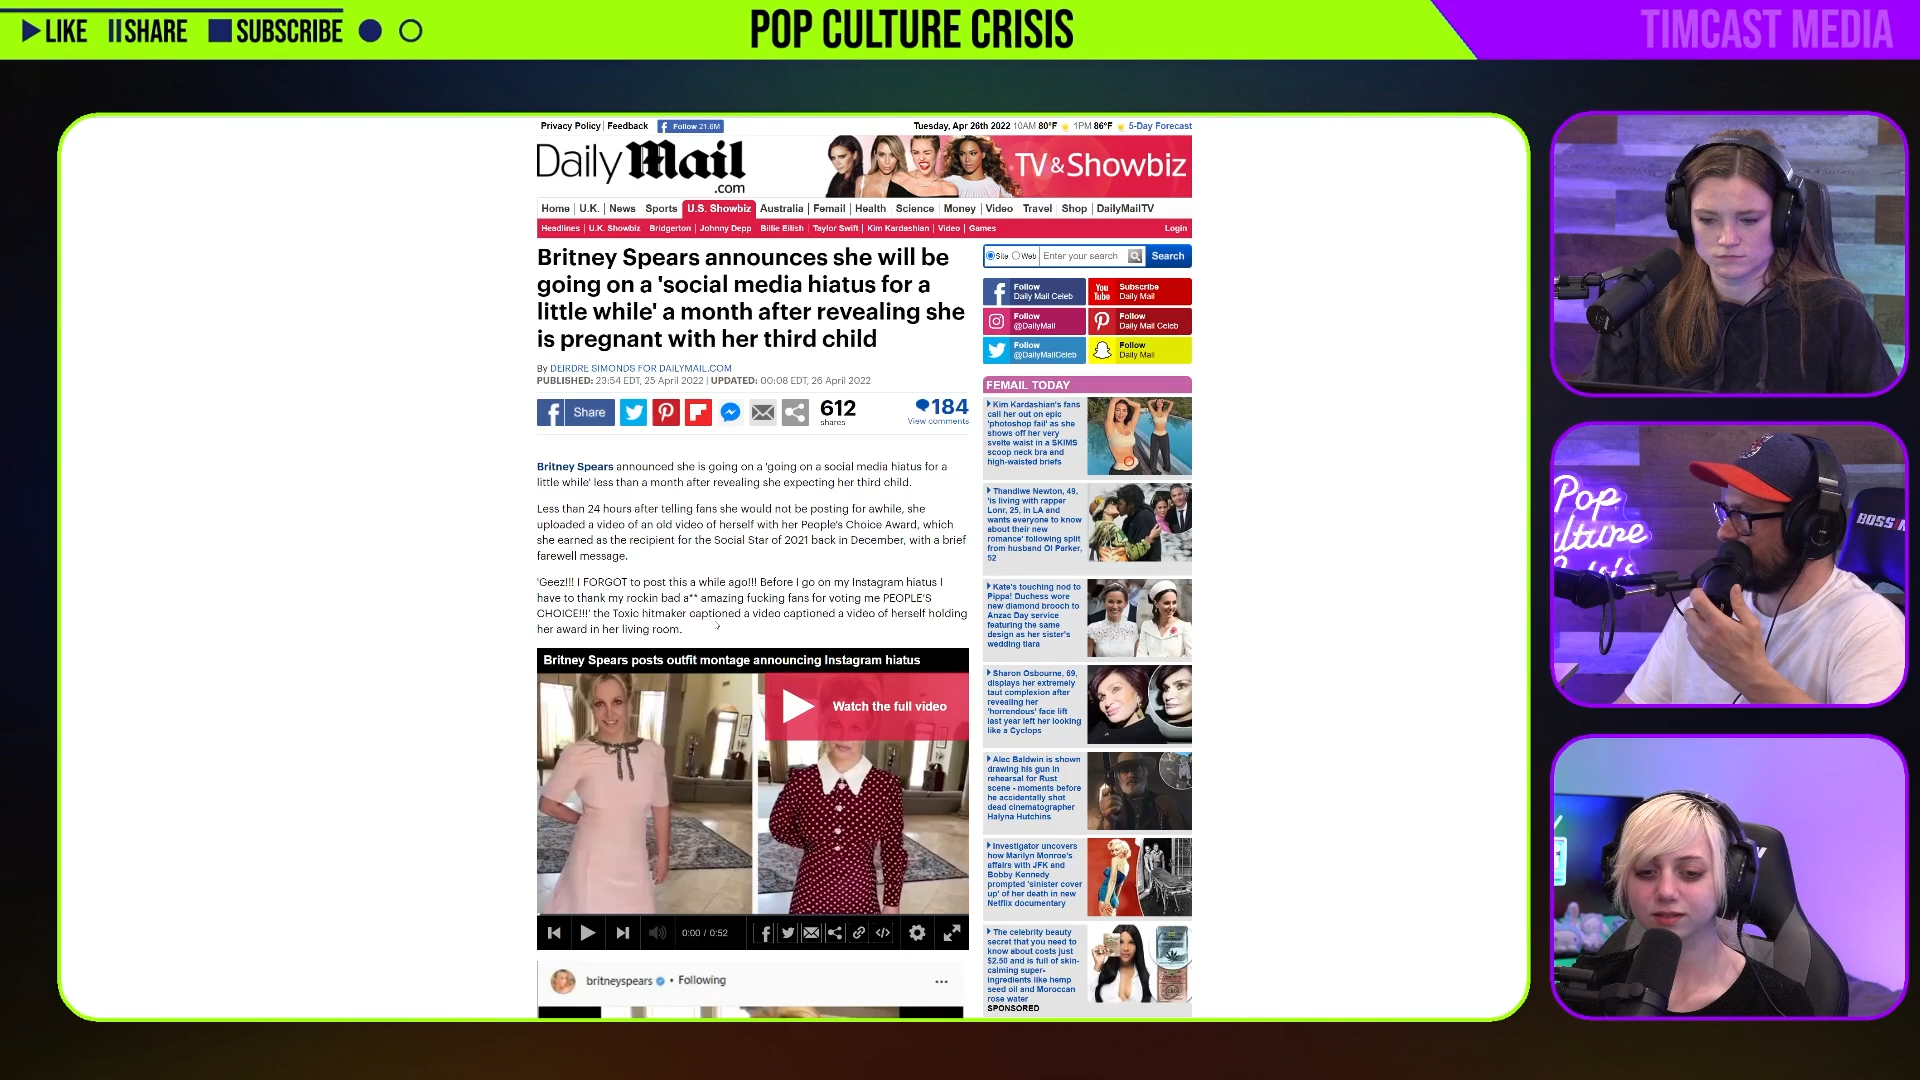 LIKE SHARE SUBSCRIBE
POP CULTURE CRISIS
TIMCAST MEDIA
Privacy Policy | Feedback Follow 21.6M
Tuesday, Apr 26th 2022 10AM 80°F 1PM 86°F 5-Day Forecast
Daily Mail
.com
TV&Showbiz
Home | U.K. | News Sports U.S. Showbiz Australia | Femail | Health | Science | Money | Video | Travel | Shop | DailyMailTV
Headlines | U.K. Showbiz Bridgerton | Johnny Depp Billie Eilish | Taylor Swift | Kim Kardashian | Video | Games Login
Britney Spears announces she will be
going on a 'social media hiatus for a
little while' a month after revealing she
is pregnant with her third child
By DEIRDRE SIMONDS FOR DAILYMAIL.COM
PUBLISHED: 23:54 EDT, 25 April 2022 | UPDATED: 00:08 EDT, 26 April 2022
Share
612
shares
184
View comments
Britney Spears announced she is going on a 'going on a social media hiatus for a
little while' less than a month after revealing she expecting her third child.
Less than 24 hours after telling fans she would not be posting for awhile, she
uploaded a video of an old video of herself with her People's Choice Award, which
she earned as the recipient for the Social Star of 2021 back in December, with a brief
farewell message.
'Geez!!! I FORGOT to post this a while ago!!! Before I go on my Instagram hiatus I
have to thank my rockin bad a** amazing fucking fans for voting me PEOPLE'S
CHOICE!!!' the Toxic hitmaker captioned a video captioned a video of herself holding
her award in her living room.
Britney Spears posts outfit montage announcing Instagram hiatus
Watch the full video
0:00 / 0:52
britneyspears • Following
Site Web Enter your search Search
Follow
Daily Mail Celeb
You
Tube
Subscribe
Daily Mail
Follow
@DailyMail
Follow
Daily Mail Celeb
Follow
@DailyMailCeleb
Follow
Daily Mail
FEMAIL TODAY
Kim Kardashian's fans
call her out on epic
'photoshop fail' as she
shows off her very
svelte waist in a SKIMS
scoop neck bra and
high-waisted briefs
Thandiwe Newton, 49,
'is living with rapper
Lonr, 25, in LA and
wants everyone to know
about their new
romance' following split
from husband Ol Parker,
52
Kate's touching nod to
Pippa! Duchess wore
new diamond brooch to
Anzac Day service
featuring the same
design as her sister's
wedding tiara
Sharon Osbourne, 69,
displays her extremely
taut complexion after
revealing her
'horrendous' face lift
last year left her looking
like a Cyclops
Alec Baldwin is shown
drawing his gun in
rehearsal for Rust
scene - moments before
he accidentally shot
dead cinematographer
Halyna Hutchins
Investigator uncovers
how Marilyn Monroe's
affairs with JFK and
Bobby Kennedy
prompted 'sinister cover
up' of her death in new
Netflix documentary
The celebrity beauty
secret that you need to
know about costs just
$2.50 and is full of skin-
calming super-
ingredients like hemp
seed oil and Moroccan
rose water
SPONSORED
Pop